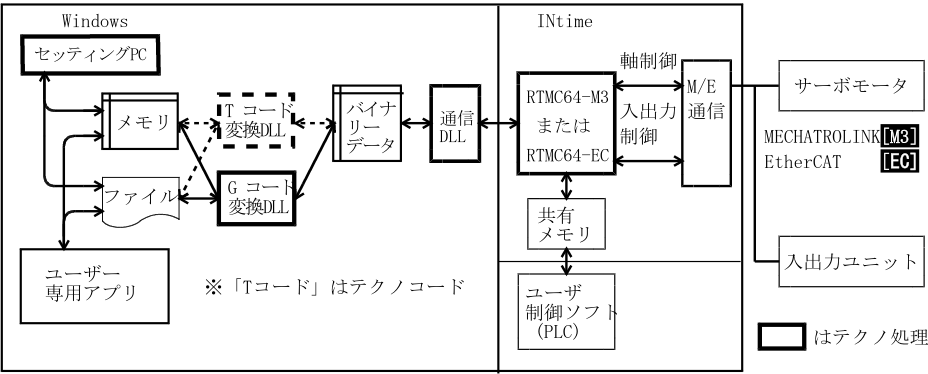 Windows
INtime
セッティングPC
メモリ
ファイル
ユーザー
専用アプリ
T コード
変換DLL
G コード
変換DLL
バイナ
リー
データ
通信
DLL
※「Tコード」はテクノコード
RTMC64-M3
または
RTMC64-EC
共有
メモリ
ユーザ
制御ソフト
(PLC)
軸制御
入出力
制御
M/E
通信
サーボモータ
MECHATROLINK[M3]
EtherCAT [EC]
入出力ユニット
はテクノ処理